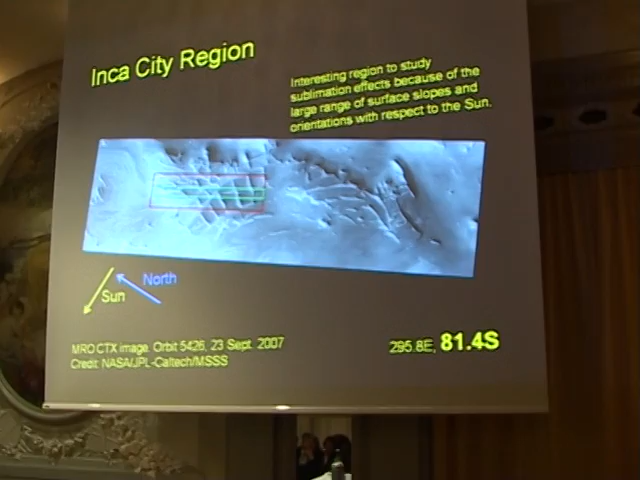 Inca City Region
Interesting region to study
sublimation effects because of the
large range of surface slopes and
orientations with respect to the Sun.
North
Sun
MRO CTX image. Orbit 5426, 23 Sept. 2007
Credit: NASA/JPL-Caltech/MSSS
295.8E, 81.4S